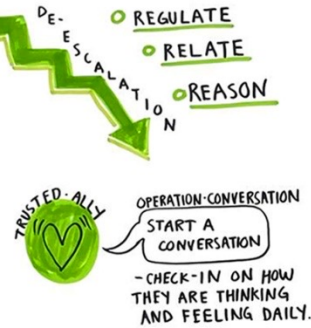 DE-ESCALATION
REGULATE
RELATE
REASON
TRUSTED·ALLY
OPERATION·CONVERSATION
START A
CONVERSATION
-CHECK-IN ON HOW
THEY ARE THINKING
AND FEELING DAILY.